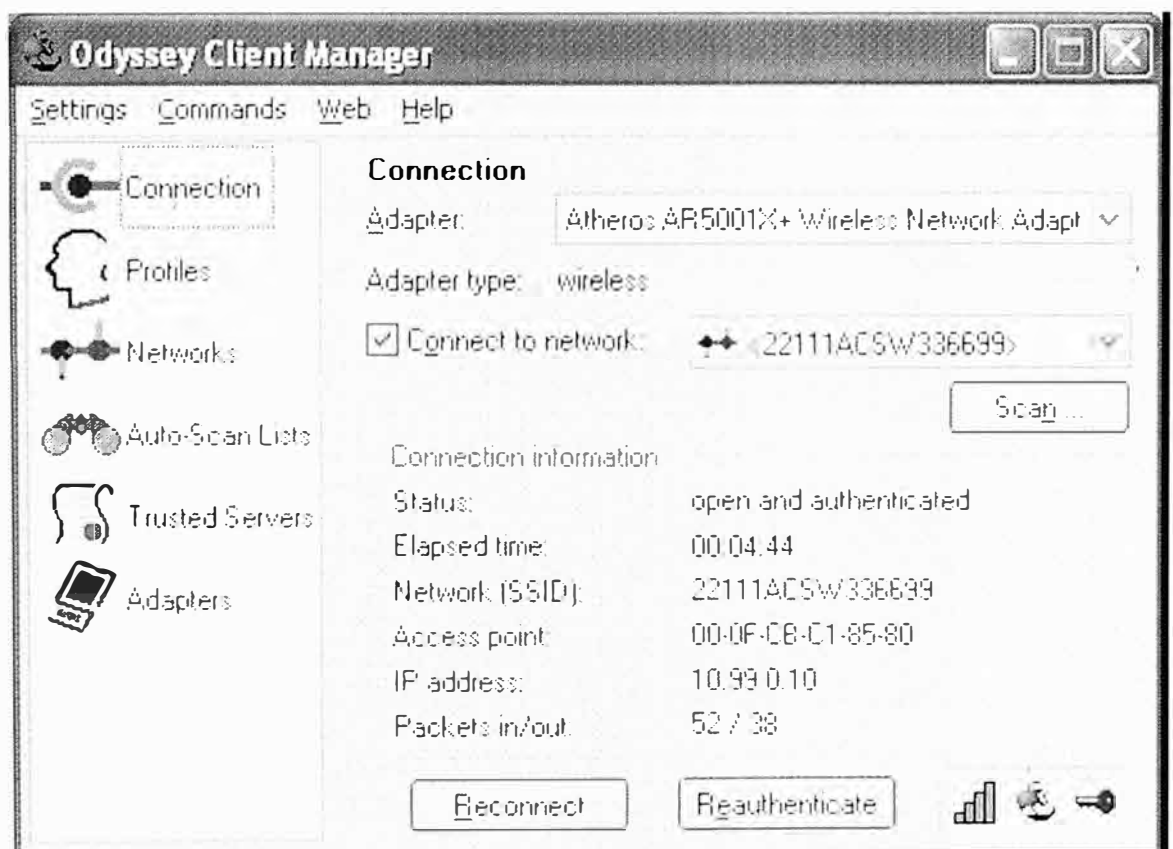 Odyssey Client Manager
Settings Commands Web Help
Connection
Profiles
Networks
Auto-Scan Lists
Trusted Servers
Adapters
Connection
Adapter: Atheros AR5001X+ Wireless Network Adapt
Adapter type: wireless
Connect to network: <22111ACSW336699>
Scan ...
Connection information
Status: open and authenticated
Elapsed time: 00:04:44
Network (SSID): 22111ACSW336699
Access point: 00-0F-CB-C1-85-80
IP address: 10.99.0.10
Packets in/out: 52 / 38
Reconnect Reauthenticate